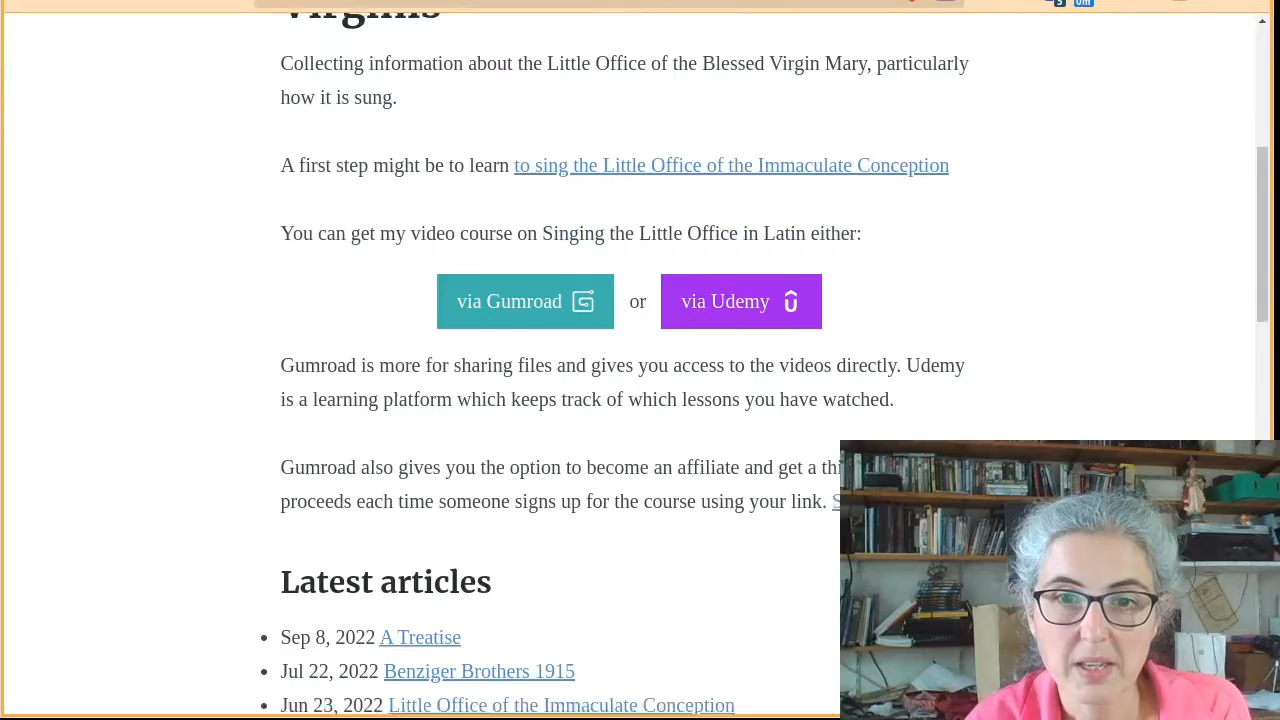 Collecting information about the Little Office of the Blessed Virgin Mary, particularly
how it is sung.
A first step might be to learn to sing the Little Office of the Immaculate Conception
You can get my video course on Singing the Little Office in Latin either:
via Gumroad or via Udemy
Gumroad is more for sharing files and gives you access to the videos directly. Udemy
is a learning platform which keeps track of which lessons you have watched.
Gumroad also gives you the option to become an affiliate and get a
proceeds each time someone signs up for the course using your link.
Latest articles
Sep 8, 2022 A Treatise
Jul 22, 2022 Benziger Brothers 1915
Jun 23, 2022 Little Office of the Immaculate Conception